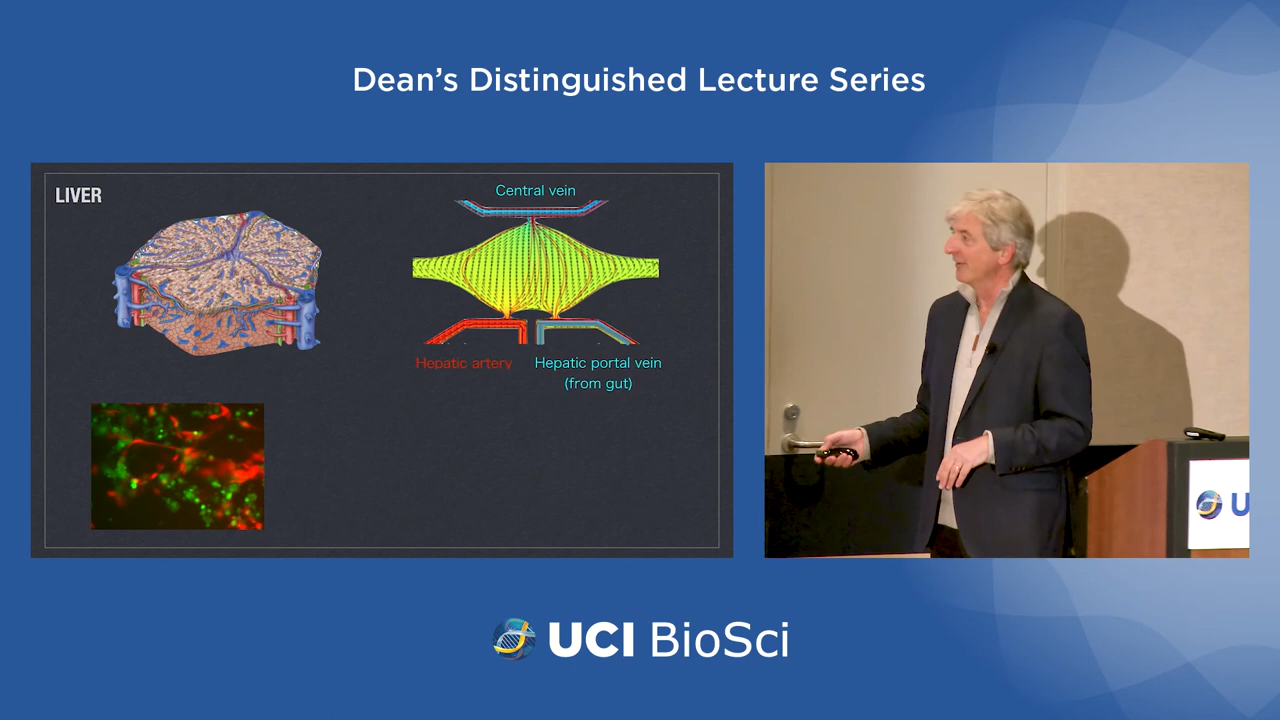 Dean’s Distinguished Lecture Series
LIVER
Central vein
Hepatic artery
Hepatic portal vein
(from gut)
U
UCI BioSci